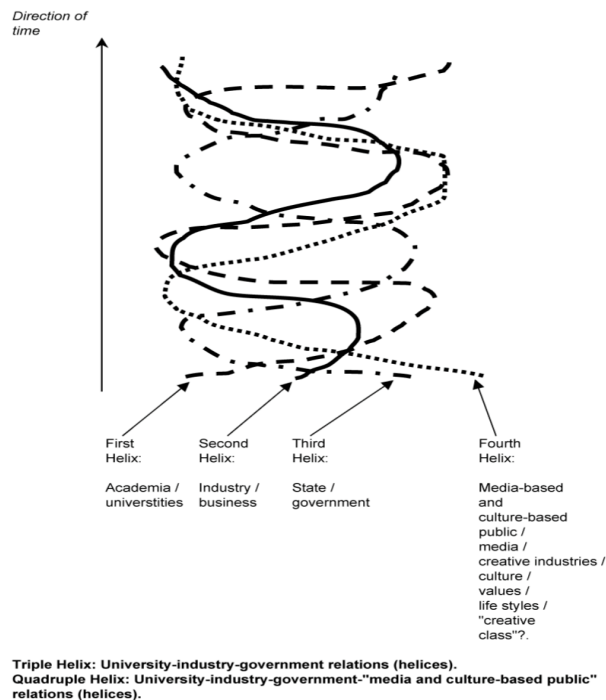 Direction of
time
First
Helix:
Academia /
universtities
Second
Helix:
Industry /
business
Third
Helix:
State /
government
Fourth
Helix:
Media-based
and
culture-based
public /
media /
creative industries /
culture /
values /
life styles /
"creative
class"?.
Triple Helix: University-industry-government relations (helices).
Quadruple Helix: University-industry-government-"media and culture-based public"
relations (helices).